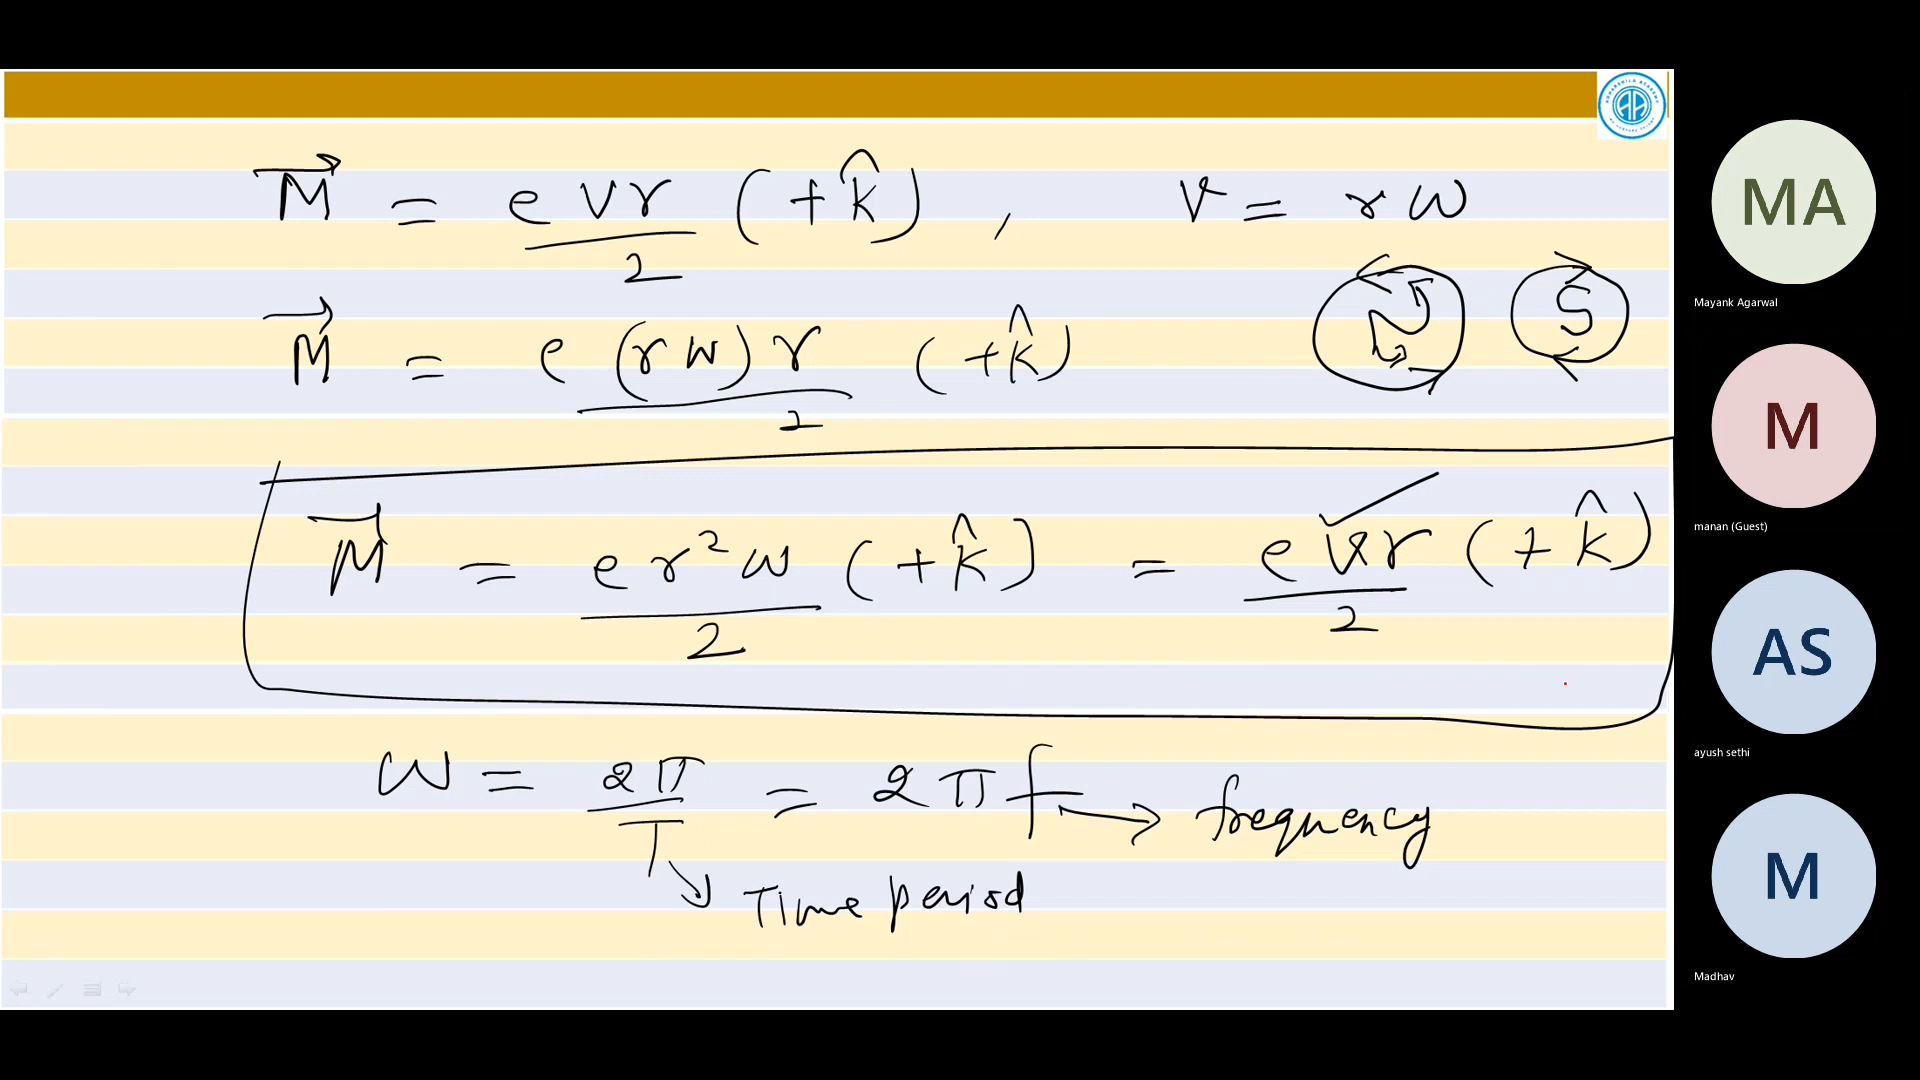 M⃗ = evr/2 (+k̂) , v = rω
N S
M⃗ = e(rω)r/2 (+k̂)
M⃗ = er²ω/2 (+k̂) = evr/2 (+k̂)
ω = 2π/T = 2πf → frequency
Time period
MA
Mayank Agarwal
M
manan (Guest)
AS
ayush sethi
M
Madhav